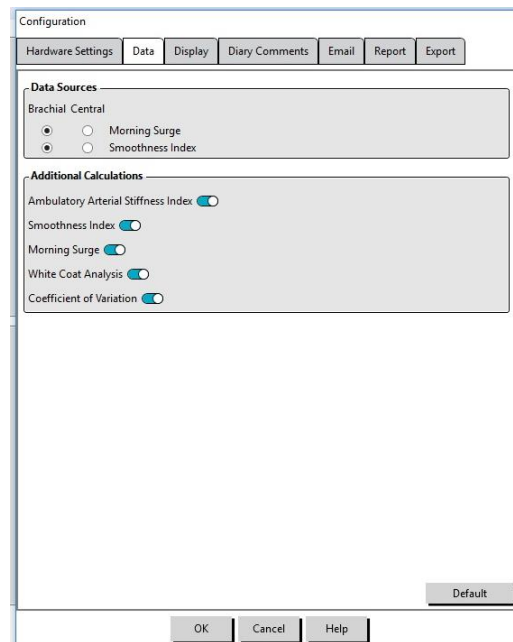 Configuration
Hardware Settings Data Display Diary Comments Email Report Export
Data Sources
Brachial Central
Morning Surge
Smoothness Index
Additional Calculations
Ambulatory Arterial Stiffness Index
Smoothness Index
Morning Surge
White Coat Analysis
Coefficient of Variation
Default
OK Cancel Help